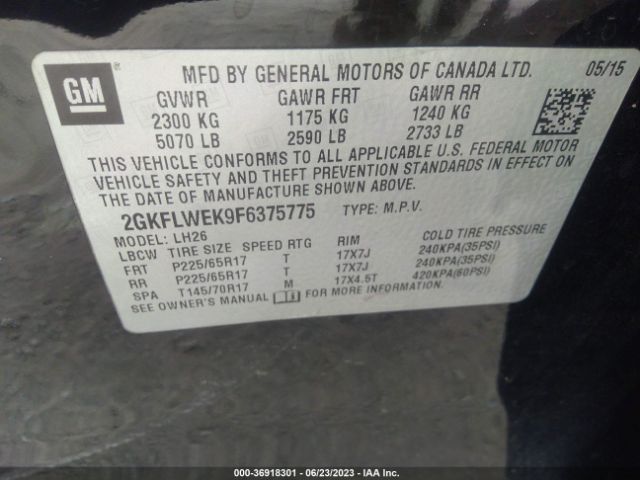 GM
MFD BY GENERAL MOTORS OF CANADA LTD. 05/15
GVWR GAWR FRT GAWR RR
2300 KG 1175 KG 1240 KG
5070 LB 2590 LB 2733 LB
THIS VEHICLE CONFORMS TO ALL APPLICABLE U.S. FEDERAL MOTOR
VEHICLE SAFETY AND THEFT PREVENTION STANDARDS IN EFFECT ON
THE DATE OF MANUFACTURE SHOWN ABOVE.
2GKFLWEK9F6375775 TYPE: M.P.V.
MODEL: LH26
LBCW TIRE SIZE SPEED RTG RIM COLD TIRE PRESSURE
FRT P225/65R17 T 17X7J 240KPA(35PSI)
RR P225/65R17 T 17X7J 240KPA(35PSI)
SPA T145/70R17 M 17X4.5T 420KPA(60PSI)
SEE OWNER'S MANUAL FOR MORE INFORMATION.
000-36918301 - 06/23/2023 - IAA Inc.